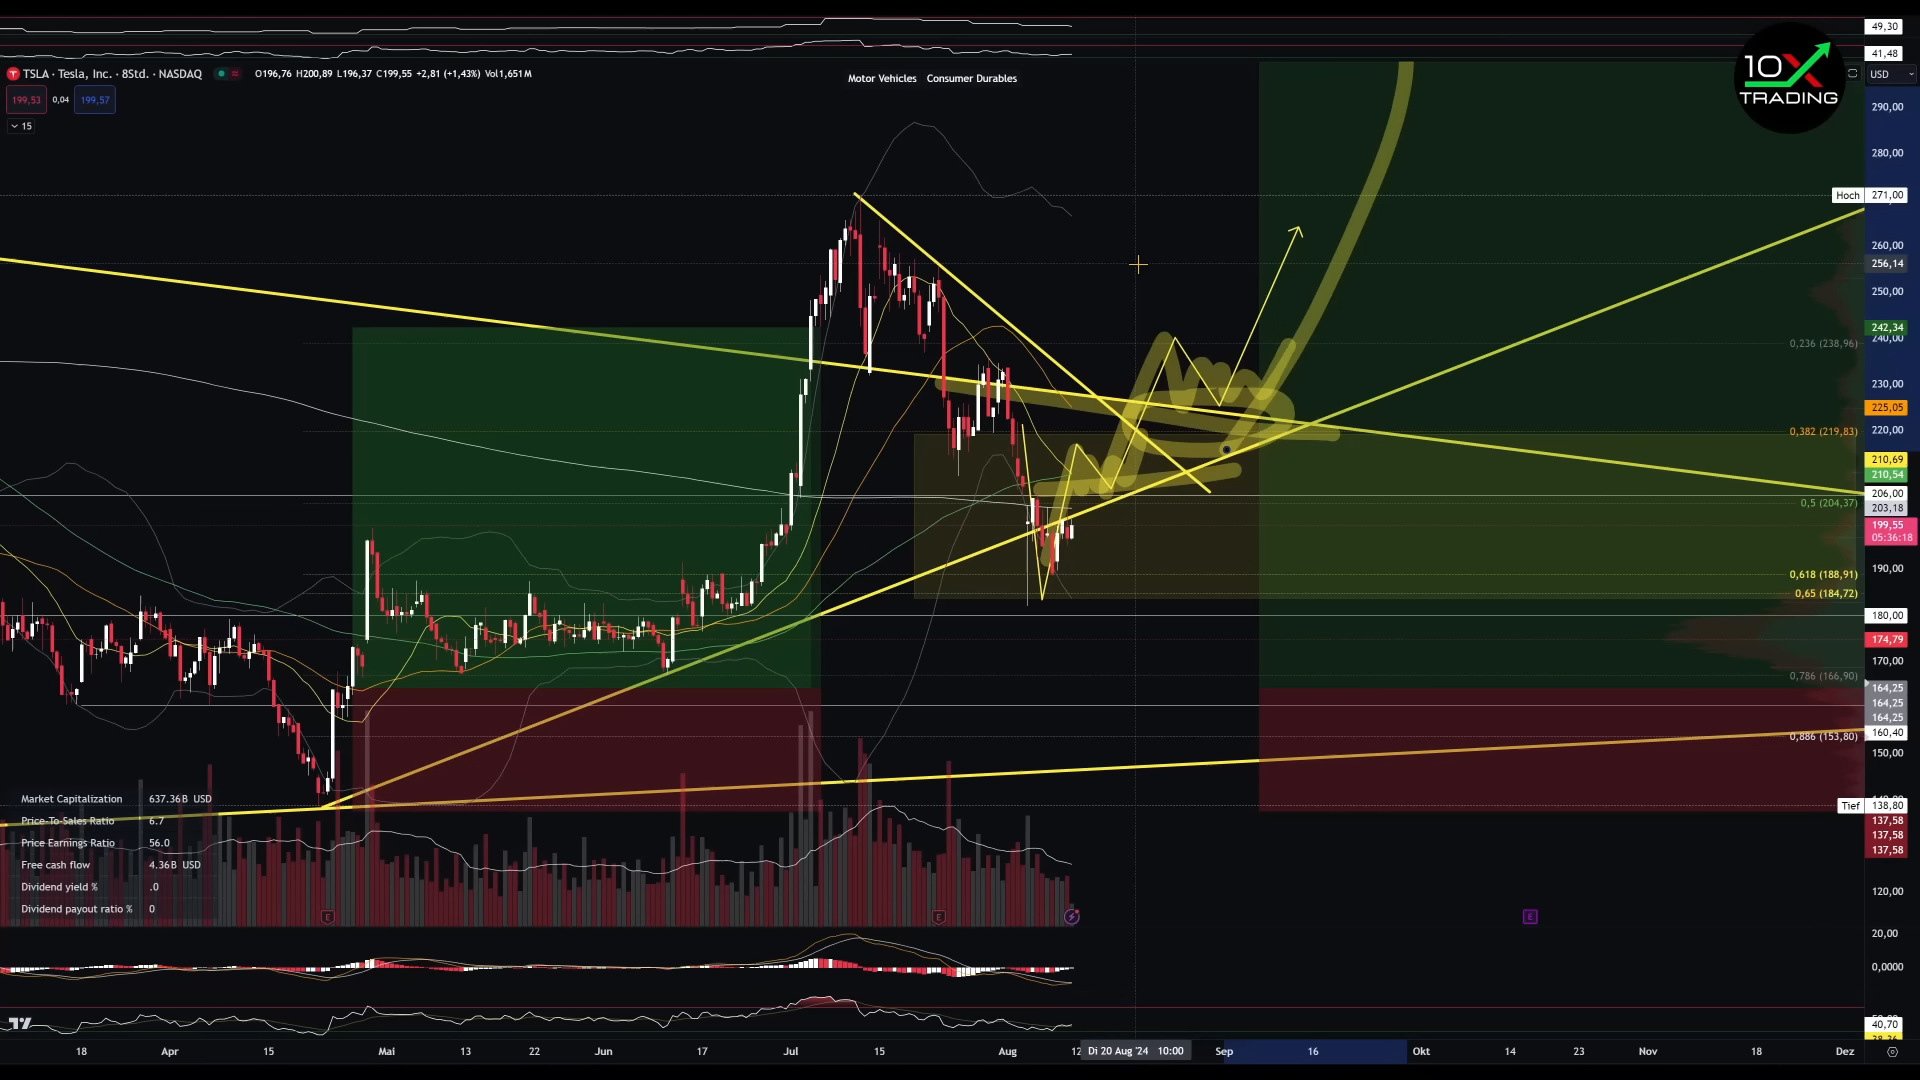 49,30
41,48
TSLA · Tesla, Inc. · 8Std. · NASDAQ O196,76 H200,89 L196,37 C199,55 +2,81 (+1,43%) Vol1,651M
Motor Vehicles Consumer Durables
10X
TRADING
USD
199,53 0,04 199,57
15
290,00
280,00
Hoch 271,00
260,00
256,14
250,00
242,34
240,00
0,236 (238,96)
230,00
225,05
220,00
0,382 (219,83)
210,69
210,54
206,00
0,5 (204,37)
203,18
199,55
05:36:18
190,00
0,618 (188,91)
0,65 (184,72)
180,00
174,79
170,00
0,786 (166,90)
164,25
164,25
164,25
160,40
0,886 (153,80)
150,00
Tief 138,80
137,58
137,58
137,58
120,00
Market Capitalization 637.36B USD
Price-To-Sales Ratio 6.7
Price Earnings Ratio 56.0
Free cash flow 4.36B USD
Dividend yield % .0
Dividend payout ratio % 0
E E E
20,00
0,0000
40,70
18 Apr 15 Mai 13 22 Jun 17 Jul 15 Aug 12 Di 20 Aug '24 10:00 Sep 16 Okt 14 23 Nov 18 Dez